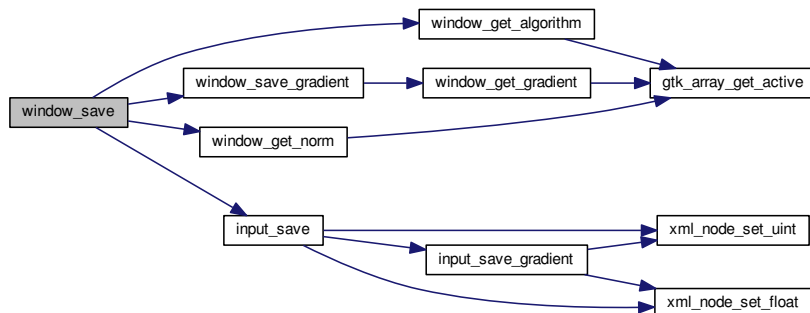 window_get_algorithm
window_save_gradient
window_get_gradient
gtk_array_get_active
window_save
window_get_norm
input_save
xml_node_set_uint
input_save_gradient
xml_node_set_float